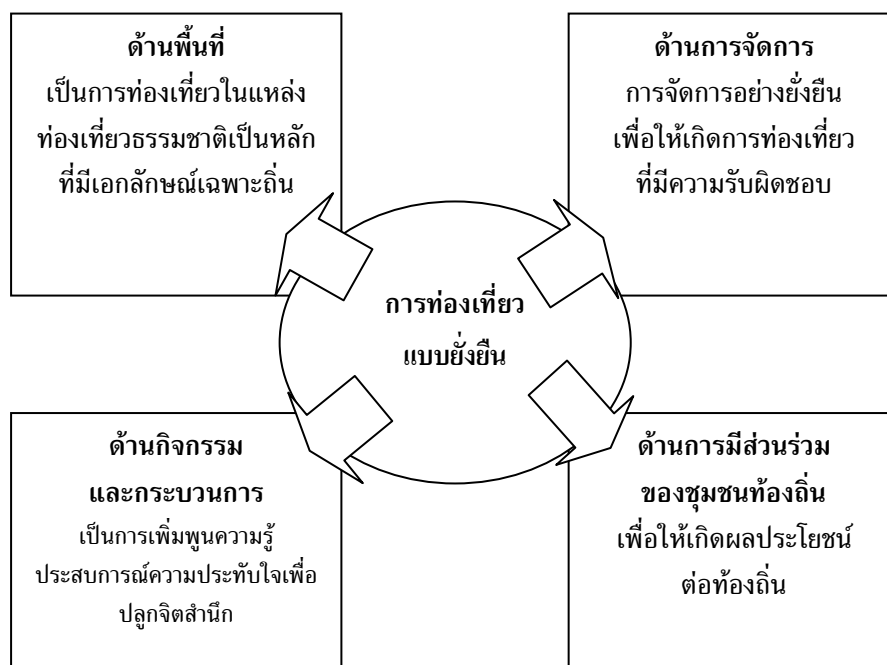 ด้านพื้นที่
เป็นการท่องเที่ยวในแหล่ง
ท่องเที่ยวธรรมชาติเป็นหลัก
ที่มีเอกลักษณ์เฉพาะถิ่น
ด้านการจัดการ
การจัดการอย่างยั่งยืน
เพื่อให้เกิดการท่องเที่ยว
ที่มีความรับผิดชอบ
การท่องเที่ยว
แบบยั่งยืน
ด้านกิจกรรม
และกระบวนการ
เป็นการเพิ่มพูนความรู้
ประสบการณ์ความประทับใจเพื่อ
ปลูกจิตสำนึก
ด้านการมีส่วนร่วม
ของชุมชนท้องถิ่น
เพื่อให้เกิดผลประโยชน์
ต่อท้องถิ่น